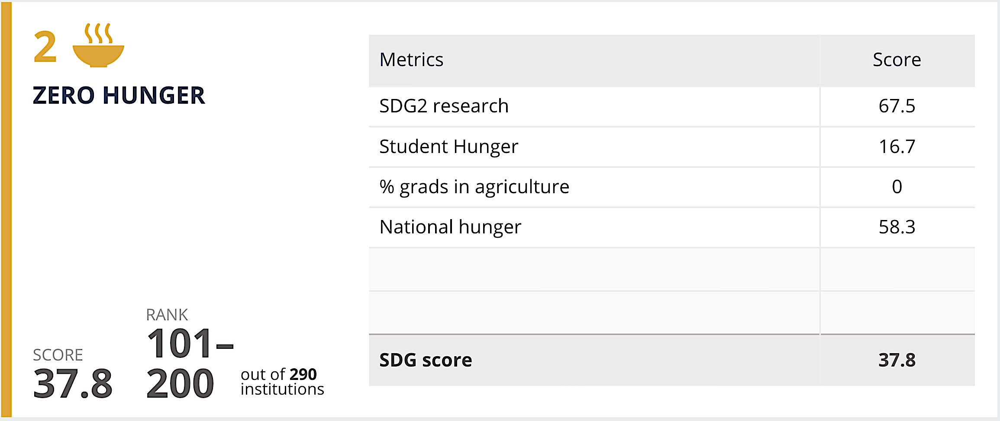 2
ZERO HUNGER
SCORE
37.8
RANK
101–
200
out of 290
institutions
Metrics Score
SDG2 research 67.5
Student Hunger 16.7
% grads in agriculture 0
National hunger 58.3
SDG score 37.8